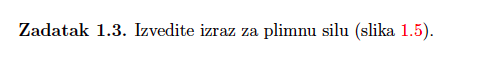 Zadatak 1.3. Izvedite izraz za plimnu silu (slika 1.5).